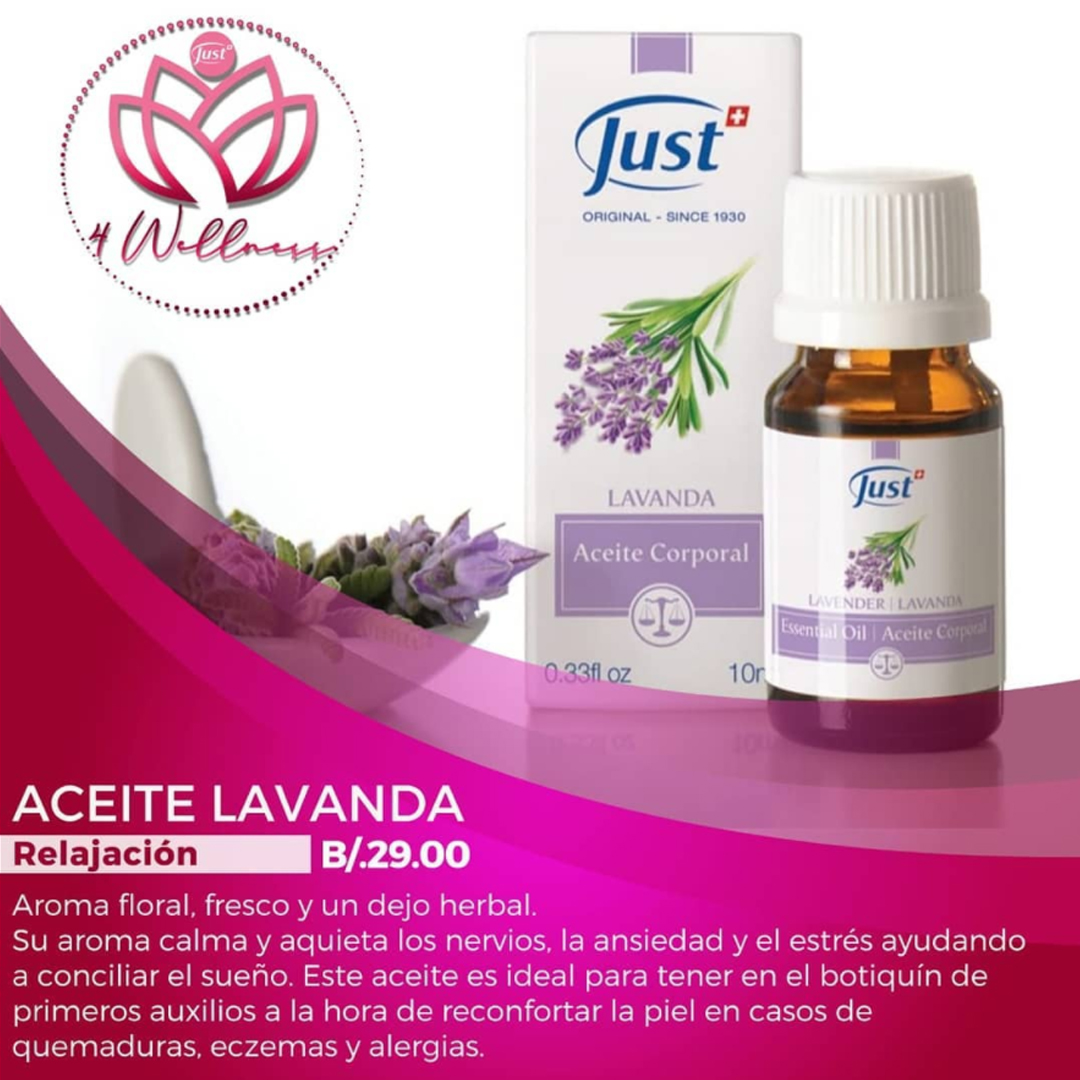 Just
4 Wellness
Just
ORIGINAL - SINCE 1930
LAVANDA
Aceite Corporal
0.33fl oz 10m
Just
LAVENDER | LAVANDA
Essential Oil | Aceite Corporal
ACEITE LAVANDA
Relajación B/.29.00
Aroma floral, fresco y un dejo herbal.
Su aroma calma y aquieta los nervios, la ansiedad y el estrés ayudando
a conciliar el sueño. Este aceite es ideal para tener en el botiquín de
primeros auxilios a la hora de reconfortar la piel en casos de
quemaduras, eczemas y alergias.